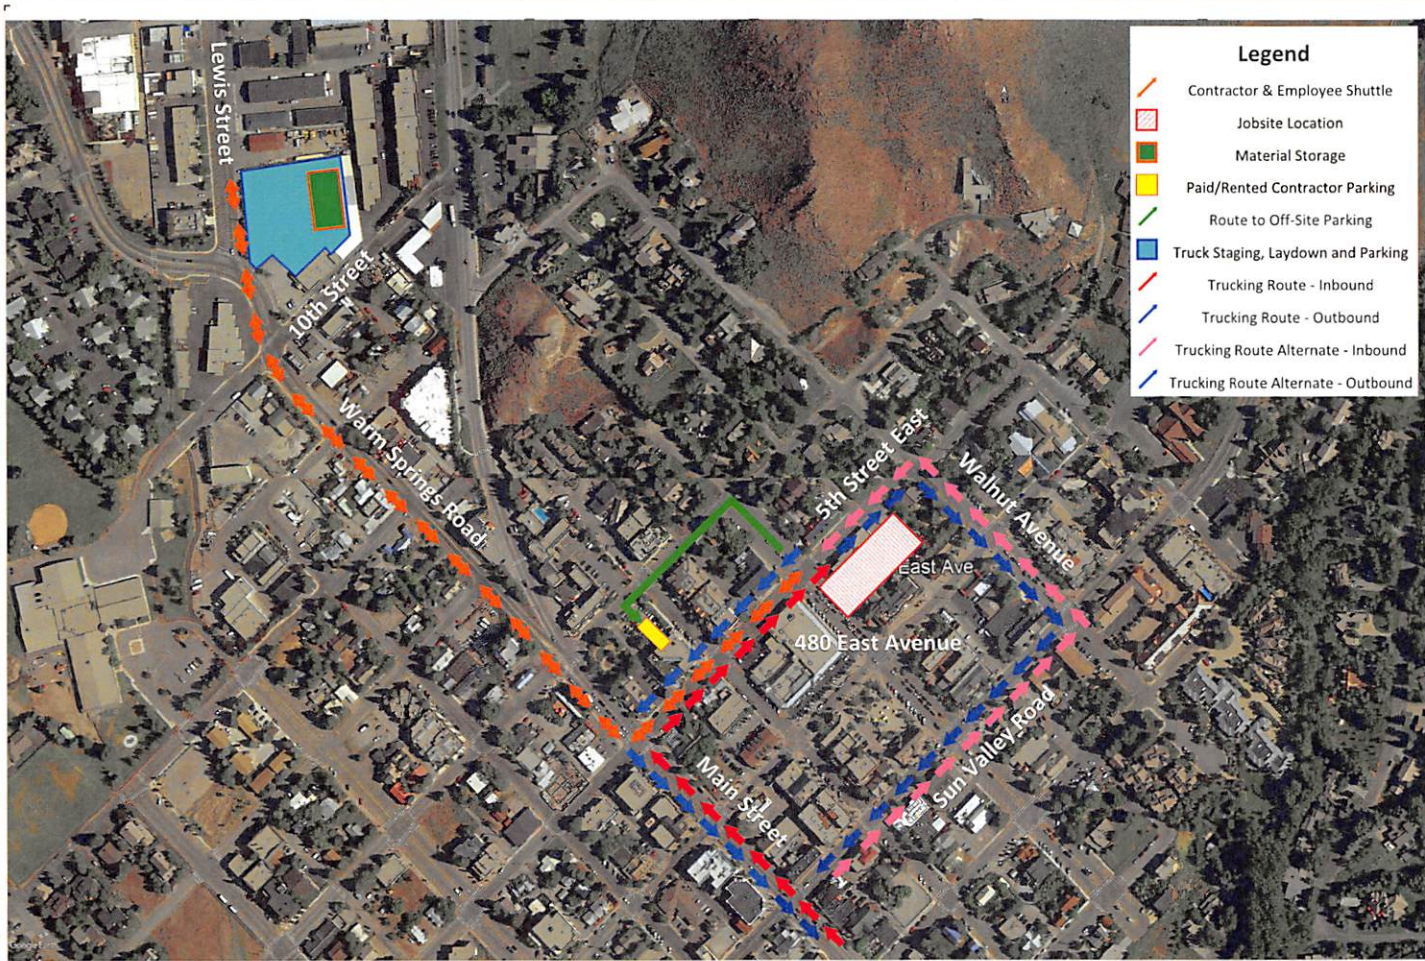 Legend
Contractor & Employee Shuttle
Jobsite Location
Material Storage
Paid/Rented Contractor Parking
Route to Off-Site Parking
Truck Staging, Laydown and Parking
Trucking Route - Inbound
Trucking Route - Outbound
Trucking Route Alternate - Inbound
Trucking Route Alternate - Outbound
Lewis Street
10th Street
Warm Springs Road
5th Street East
Walnut Avenue
East Ave
480 East Avenue
Main Street
Sun Valley Road
Google Earth